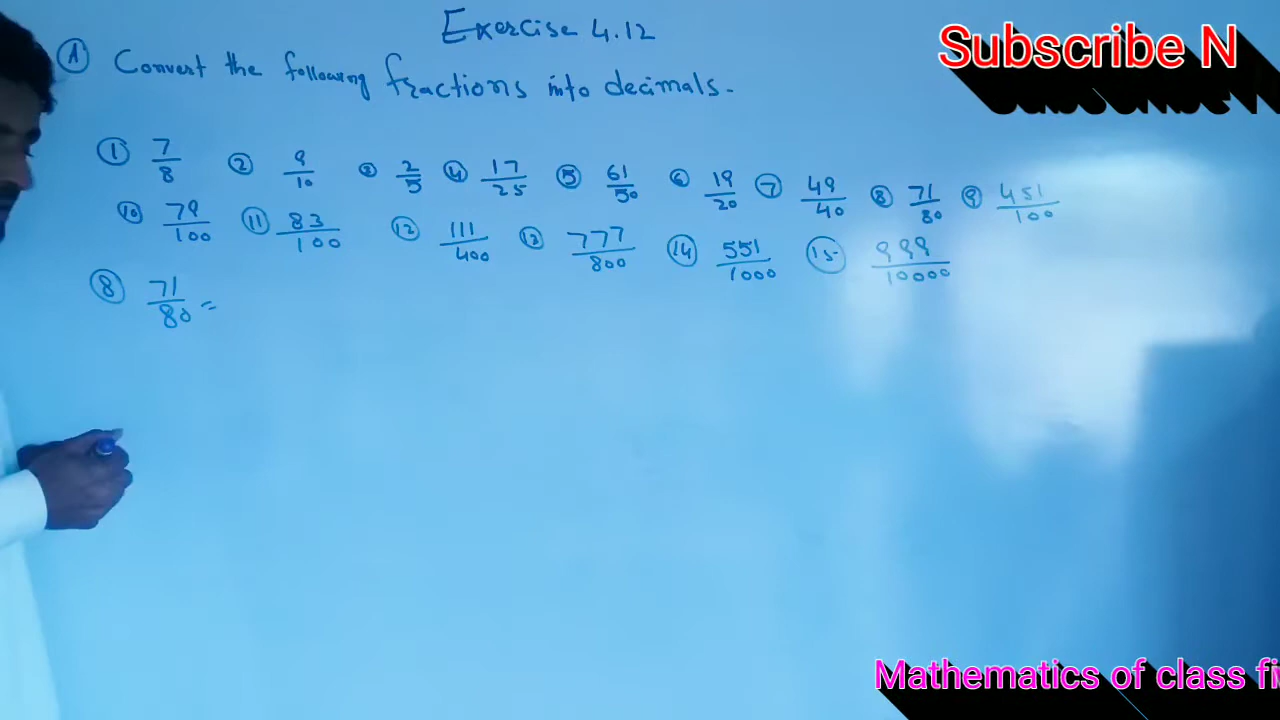 Exercise 4.12
Subscribe N
(A) Convert the following fractions into decimals.
① 7/8 ② 9/10 ③ 2/5 ④ 17/25 ⑤ 61/50 ⑥ 19/20 ⑦ 49/40 ⑧ 71/80 ⑨ 451/100
⑩ 79/100 ⑪ 83/100 ⑫ 111/400 ⑬ 777/800 ⑭ 551/1000 ⑮ 999/10000
⑧ 71/80 =
Mathematics of class fi